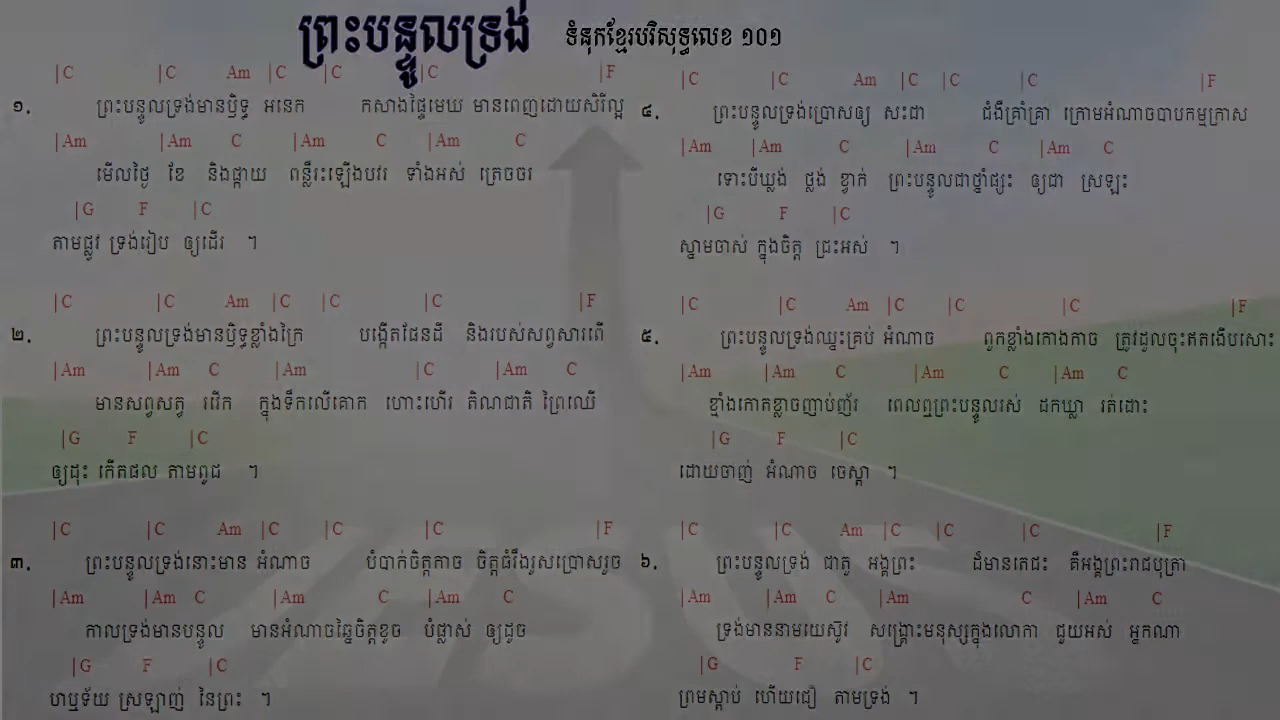 ព្រះបន្ទូលទ្រង់ ទំនុកខ្មែរបរិសុទ្ធលេខ ១០១
|C |C Am |C |C |C |F
១. ព្រះបន្ទូលទ្រង់មានឫទ្ធិ អនេក កសាងផ្ទៃមេឃ មានពេញដោយសិរីល្អ
|Am |Am C |Am C |Am C
មើលថ្ងៃ ខែ និងផ្កាយ ពន្លឺរះឡើងបវរ ទាំងអស់ ត្រេចចរ
|G F |C
តាមផ្លូវ ទ្រង់រៀប ឲ្យដើរ ។
|C |C Am |C |C |C |F
២. ព្រះបន្ទូលទ្រង់មានឫទ្ធិខ្លាំងក្រៃ បង្កើតផែនដី និងរបស់សព្វសារពើ
|Am |Am C |Am |C |Am C
មានសព្វសត្វ រវើក ក្នុងទឹកលើគោក ហោះហើរ តិណជាតិ ព្រៃឈើ
|G F |C
ឲ្យដុះ កើតផល តាមពូជ ។
|C |C Am |C |C |C |F
៣. ព្រះបន្ទូលទ្រង់នោះមាន អំណាច បំបាក់ចិត្តកាច ចិត្តធំរឹងរូសប្រោសរួច
|Am |Am C |Am C |Am C
កាលទ្រង់មានបន្ទូល មានអំណាចឆ្នៃចិត្តខូច បំផ្លាស់ ឲ្យដូច
|G F |C
ហឫទ័យ ស្រឡាញ់ នៃព្រះ ។
|C |C Am |C |C |C |F
៤. ព្រះបន្ទូលទ្រង់ប្រោសឲ្យ សះជា ជំងឺគ្រាំគ្រា ក្រោមអំណាចបាបកម្មក្រាស
|Am |Am C |Am C |Am C
ទោះបីឃ្លង់ ថ្លង់ ខ្វាក់ ព្រះបន្ទូលជាថ្នាំផ្សះ ឲ្យជា ស្រឡះ
|G F |C
ស្នាមចាស់ ក្នុងចិត្ត ជ្រះអស់ ។
|C |C Am |C |C |C |F
៥. ព្រះបន្ទូលទ្រង់ឈ្នះគ្រប់ អំណាច ពួកខ្លាំងកោងកាច ត្រូវដួលចុះឥតងើបសោះ
|Am |Am C |Am C |Am C
ខ្មាំងកោតខ្លាចញាប់ញ័រ ពេលឮព្រះបន្ទូលរស់ ដកឃ្លា រត់ដោះ
|G F |C
ដោយចាញ់ អំណាច ចេស្តា ។
|C |C Am |C |C |C |F
៦. ព្រះបន្ទូលទ្រង់ ជាតួ អង្គព្រះ ដ៏មានតេជះ គឺអង្គព្រះរាជបុត្រា
|Am |Am C |Am C |Am C
ទ្រង់មាននាមយេស៊ូវ សង្គ្រោះមនុស្សក្នុងលោកា ជួយអស់ អ្នកណា
|G F |C
ព្រមស្តាប់ ហើយជឿ តាមទ្រង់ ។
JESUS